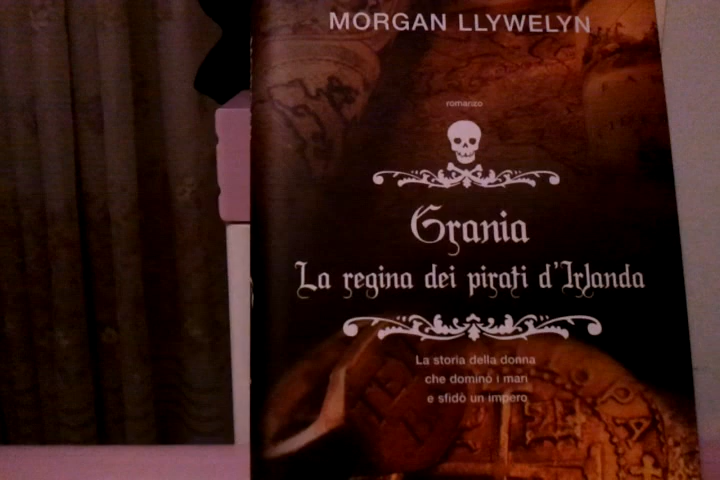 MORGAN LLYWELYN
romanzo
Grania
La regina dei pirati d'Irlanda
La storia della donna
che dominò i mari
e sfidò un impero